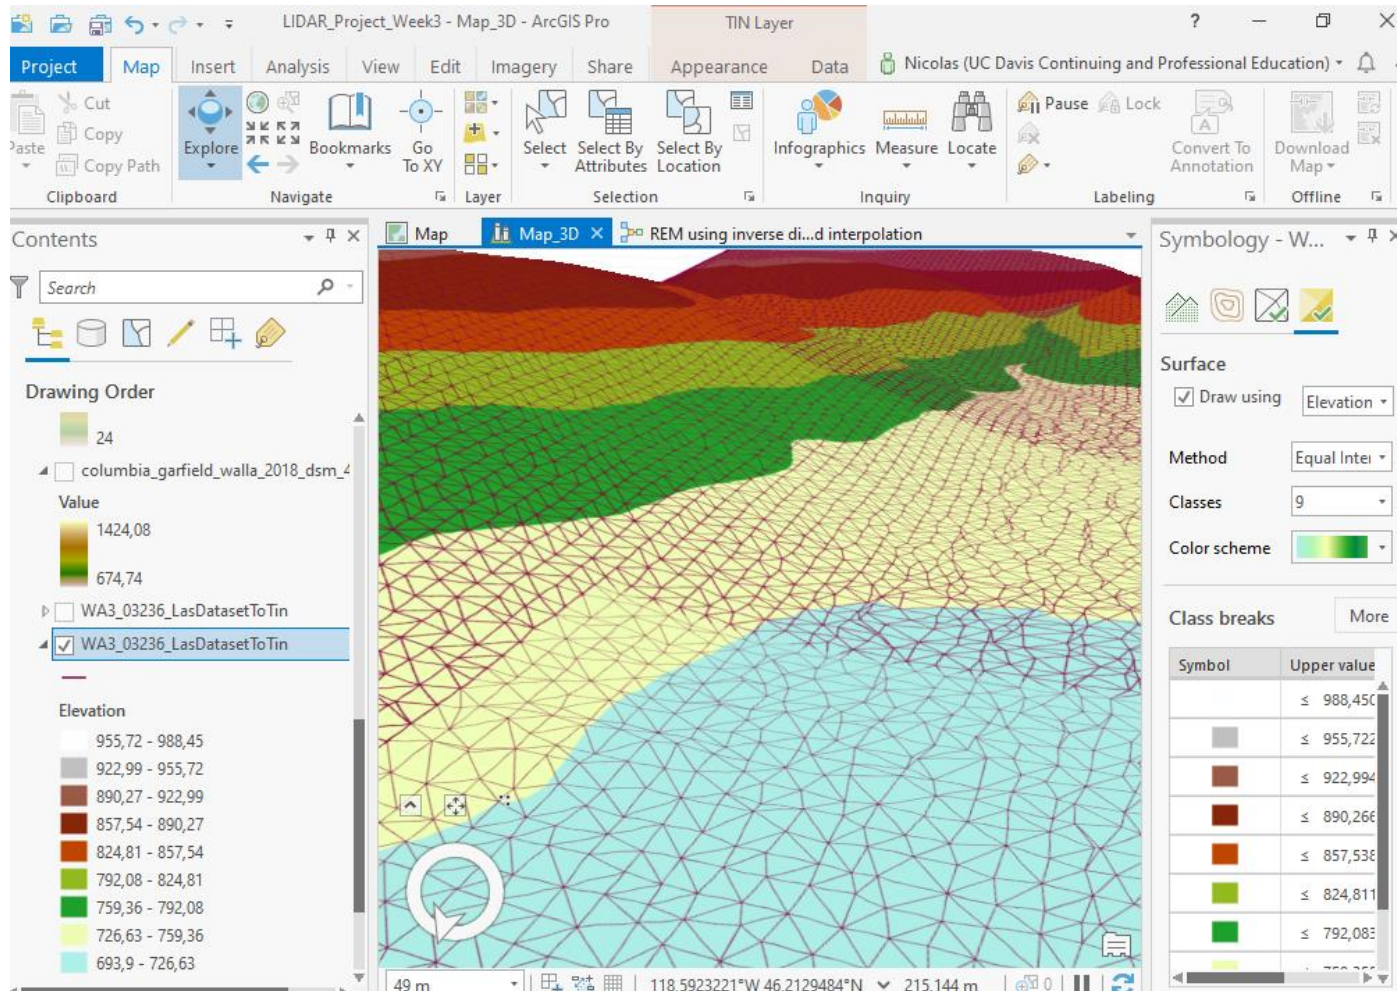 LIDAR_Project_Week3 - Map_3D - ArcGIS Pro
TIN Layer
?
Project Map Insert Analysis View Edit Imagery Share Appearance Data
Nicolas (UC Davis Continuing and Professional Education)
Cut
Copy
Copy Path
Clipboard
Explore
Bookmarks
Go To XY
Navigate
Layer
Select
Select By Attributes
Select By Location
Selection
Infographics
Measure
Locate
Inquiry
Pause
Lock
Labeling
Convert To Annotation
Download Map
Offline
Contents
Search
Drawing Order
24
columbia_garfield_walla_2018_dsm_4
Value
1424,08
674,74
WA3_03236_LasDatasetToTin
WA3_03236_LasDatasetToTin
Elevation
955,72 - 988,45
922,99 - 955,72
890,27 - 922,99
857,54 - 890,27
824,81 - 857,54
792,08 - 824,81
759,36 - 792,08
726,63 - 759,36
693,9 - 726,63
Map
Map_3D
REM using inverse di...d interpolation
49 m
118,5923221°W 46,2129484°N
215,144 m
0
Symbology - W...
Surface
Draw using
Elevation
Method
Equal Inte
Classes
9
Color scheme
Class breaks
More
Symbol
Upper value
≤ 988,450
≤ 955,722
≤ 922,994
≤ 890,266
≤ 857,538
≤ 824,811
≤ 792,083